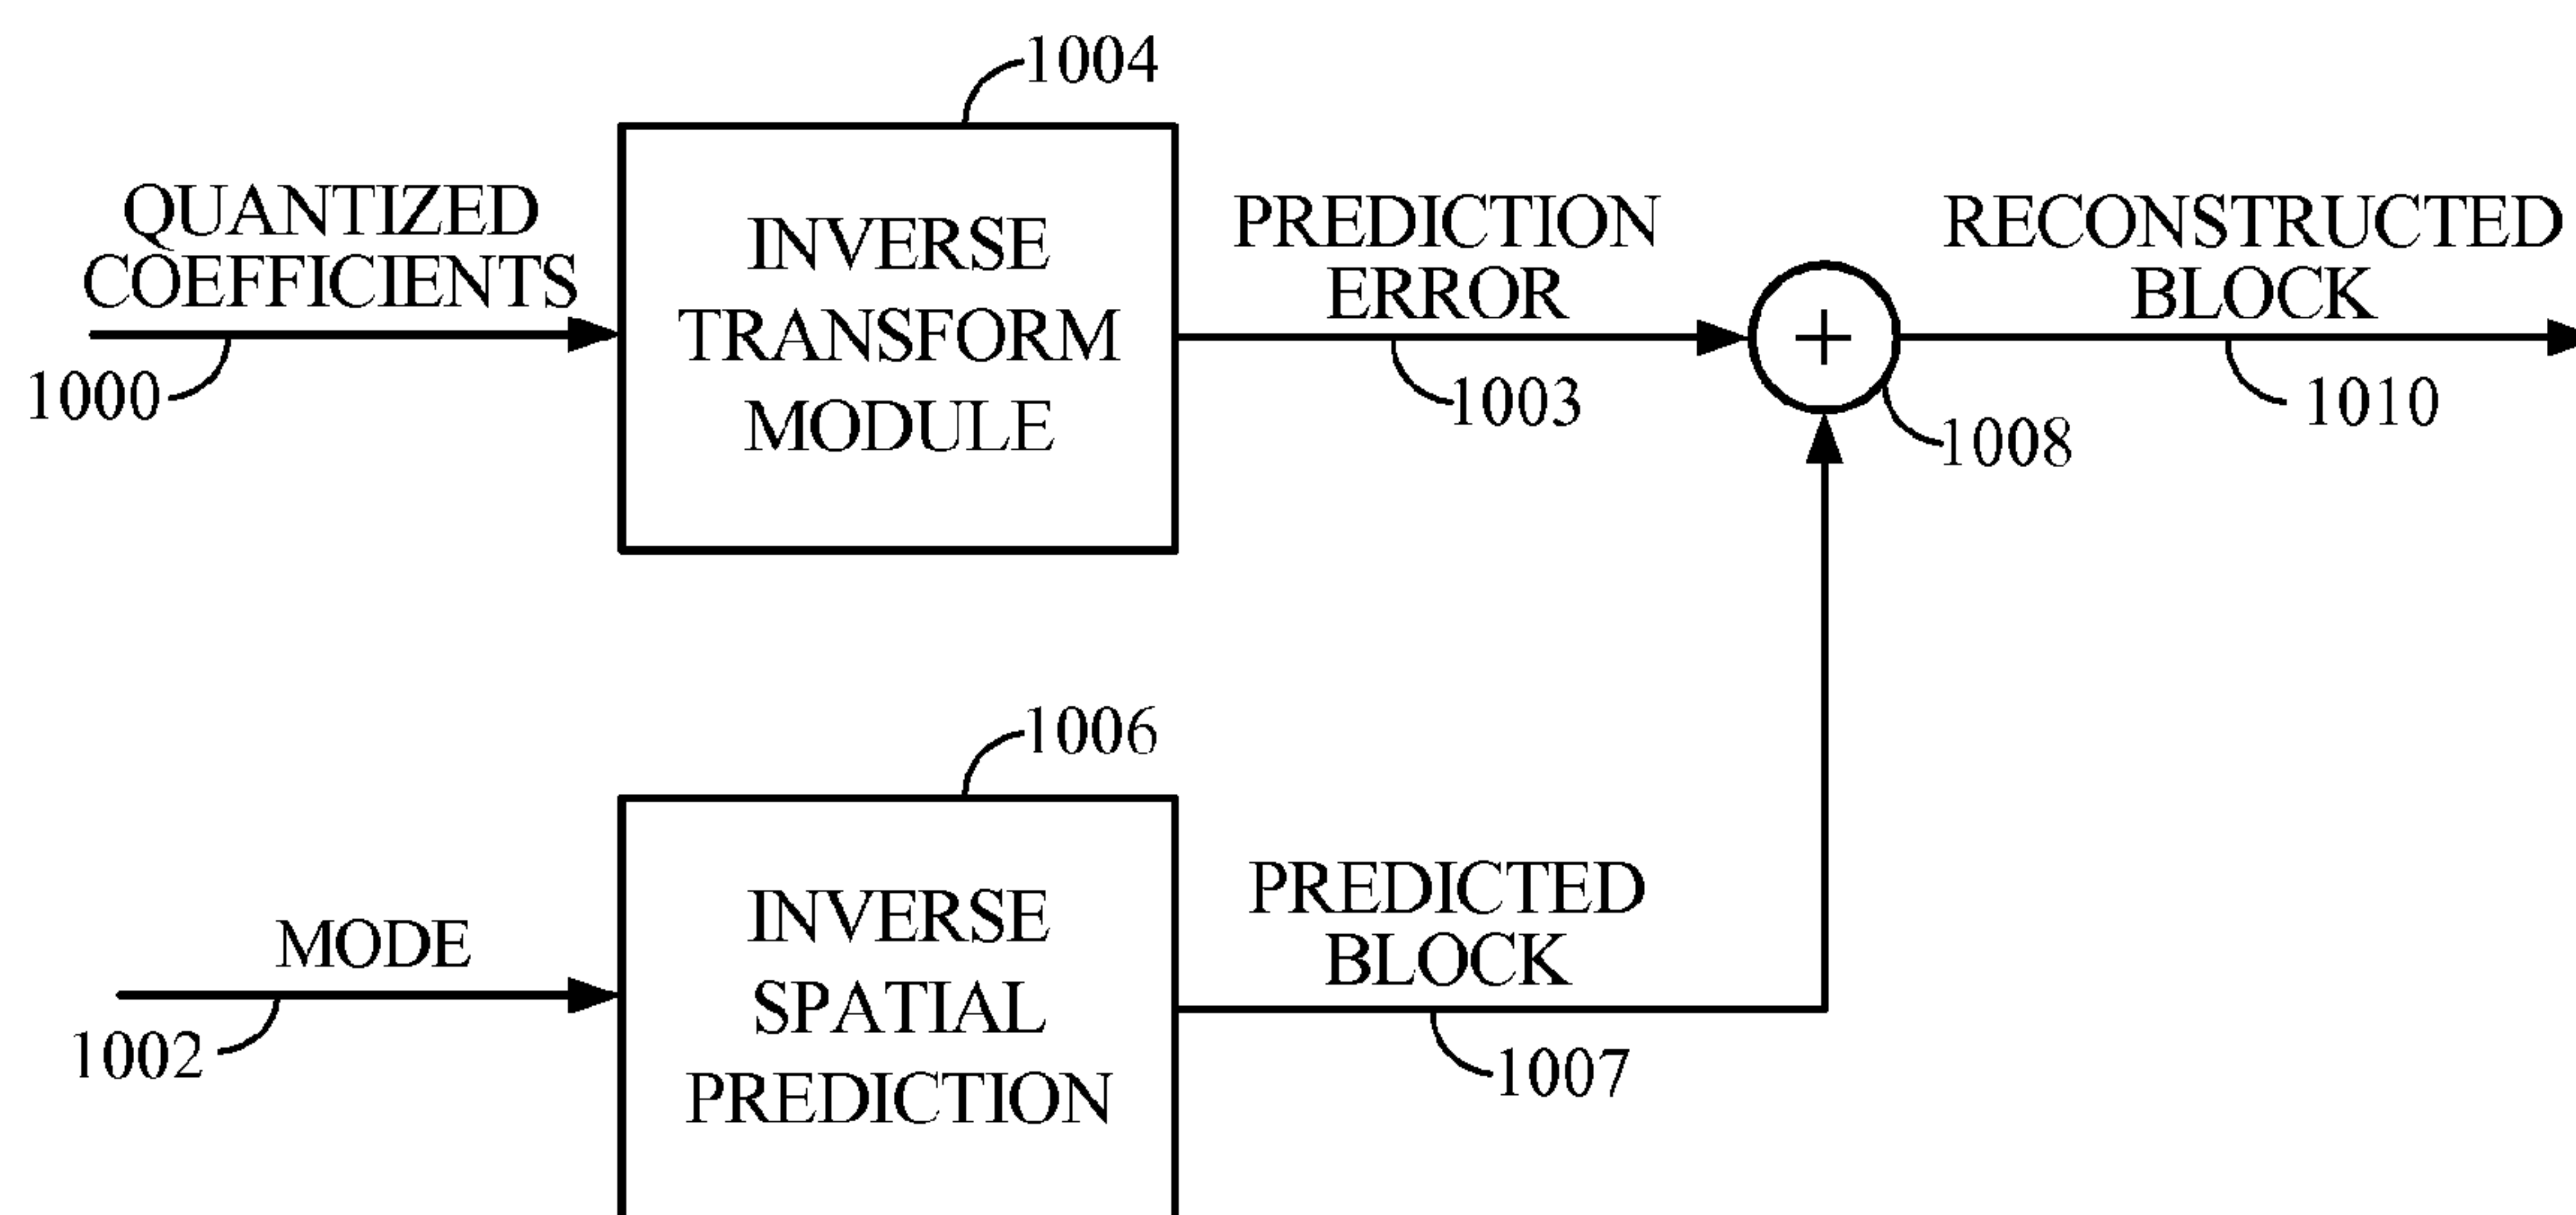 1004
QUANTIZED
COEFFICIENTS
1000
INVERSE
TRANSFORM
MODULE
PREDICTION
ERROR
1003
1008
RECONSTRUCTED
BLOCK
1010
1006
MODE
1002
INVERSE
SPATIAL
PREDICTION
PREDICTED
BLOCK
1007
+